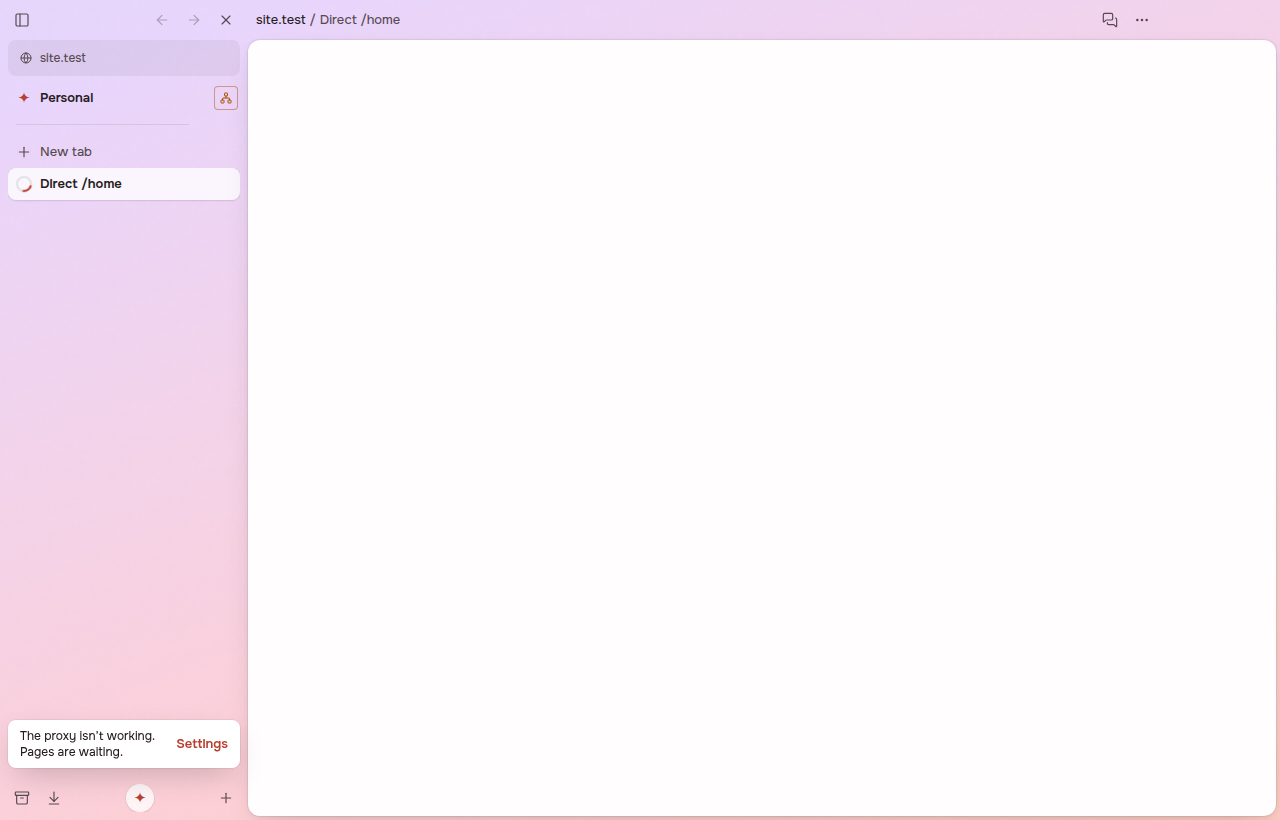 site.test / Direct /home
site.test
Personal
New tab
Direct /home
The proxy isn’t working.
Pages are waiting.
Settings